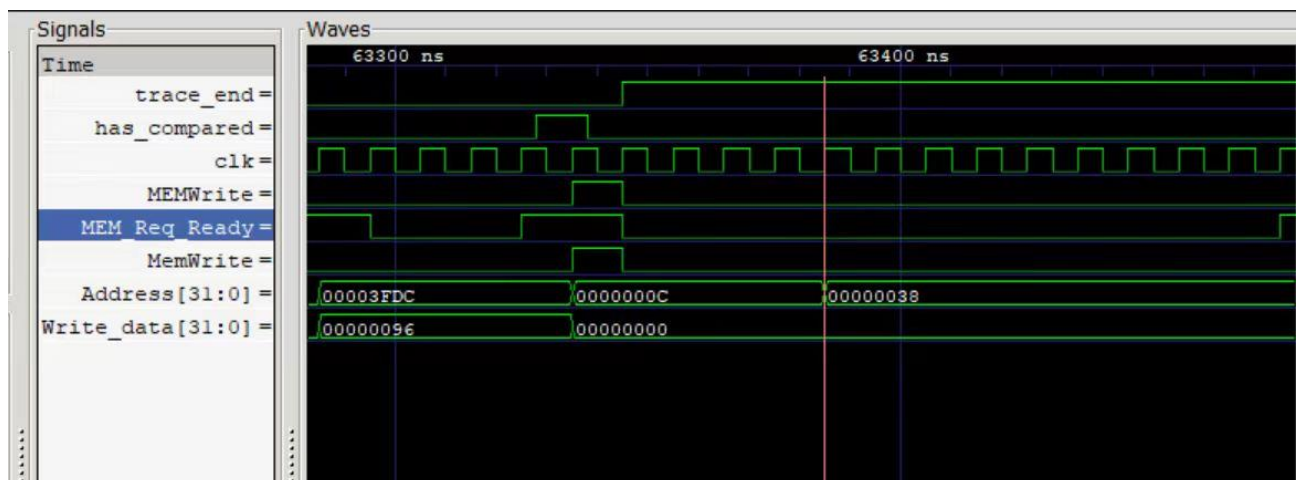 Signals
Waves
Time
63300 ns
63400 ns
trace_end=
has_compared=
clk=
MEMWrite=
MEM_Req_Ready=
MemWrite=
Address[31:0]=
00003FDC
0000000C
00000038
Write_data[31:0]=
00000096
00000000